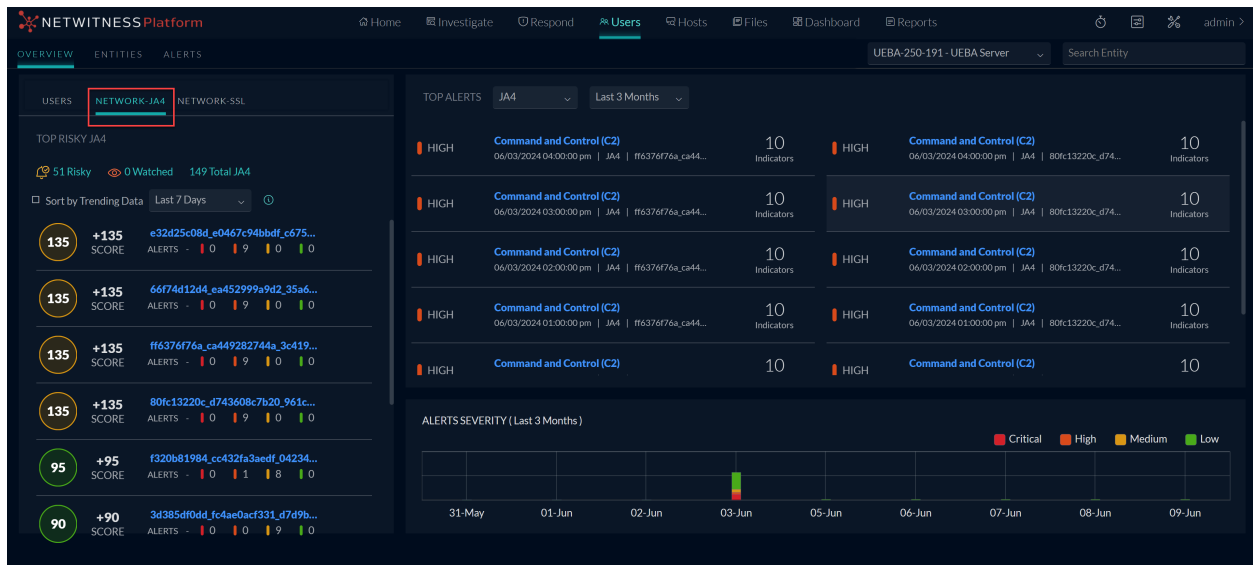 NETWITNESS Platform
Home Investigate Respond Users Hosts Files Dashboard Reports admin >
OVERVIEW ENTITIES ALERTS
UEBA-250-191 - UEBA Server Search Entity
USERS NETWORK-JA4 NETWORK-SSL
TOP RISKY JA4
51 Risky 0 Watched 149 Total JA4
Sort by Trending Data Last 7 Days
135 +135 SCORE e32d25c08d_e0467c94bbdf_c675...
ALERTS - 0 9 0 0
135 +135 SCORE 66f74d12d4_ea452999a9d2_35a6...
ALERTS - 0 9 0 0
135 +135 SCORE ff6376f76a_ca449282744a_3c419...
ALERTS - 0 9 0 0
135 +135 SCORE 80fc13220c_d743608c7b20_961c...
ALERTS - 0 9 0 0
95 +95 SCORE f320b81984_cc432fa3aedf_04234...
ALERTS - 0 1 8 0
90 +90 SCORE 3d385df0dd_fc4ae0acf331_d7d9b...
ALERTS - 0 0 9 0
TOP ALERTS JA4 Last 3 Months
HIGH Command and Control (C2) 10 Indicators
06/03/2024 04:00:00 pm | JA4 | ff6376f76a_ca44...
HIGH Command and Control (C2) 10 Indicators
06/03/2024 04:00:00 pm | JA4 | 80fc13220c_d74...
HIGH Command and Control (C2) 10 Indicators
06/03/2024 03:00:00 pm | JA4 | ff6376f76a_ca44...
HIGH Command and Control (C2) 10 Indicators
06/03/2024 03:00:00 pm | JA4 | 80fc13220c_d74...
HIGH Command and Control (C2) 10 Indicators
06/03/2024 02:00:00 pm | JA4 | ff6376f76a_ca44...
HIGH Command and Control (C2) 10 Indicators
06/03/2024 02:00:00 pm | JA4 | 80fc13220c_d74...
HIGH Command and Control (C2) 10 Indicators
06/03/2024 01:00:00 pm | JA4 | ff6376f76a_ca44...
HIGH Command and Control (C2) 10 Indicators
06/03/2024 01:00:00 pm | JA4 | 80fc13220c_d74...
HIGH Command and Control (C2) 10
HIGH Command and Control (C2) 10
ALERTS SEVERITY ( Last 3 Months )
Critical High Medium Low
31-May 01-Jun 02-Jun 03-Jun 05-Jun 06-Jun 07-Jun 08-Jun 09-Jun